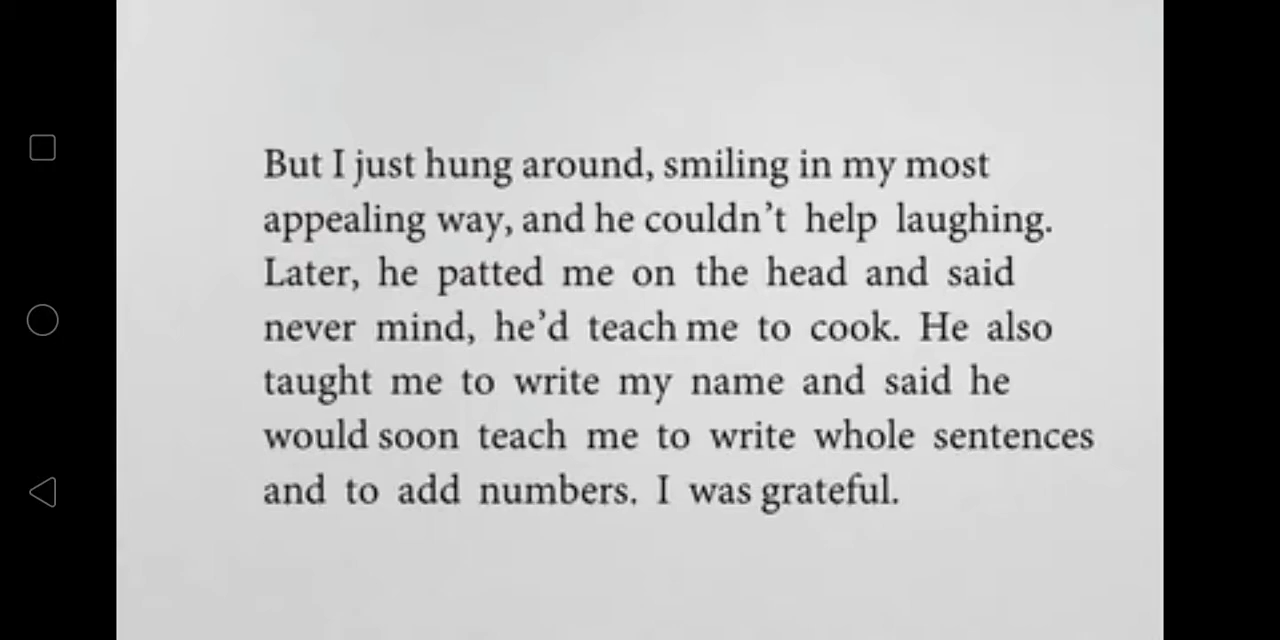 But I just hung around, smiling in my most
appealing way, and he couldn't help laughing.
Later, he patted me on the head and said
never mind, he'd teach me to cook. He also
taught me to write my name and said he
would soon teach me to write whole sentences
and to add numbers. I was grateful.